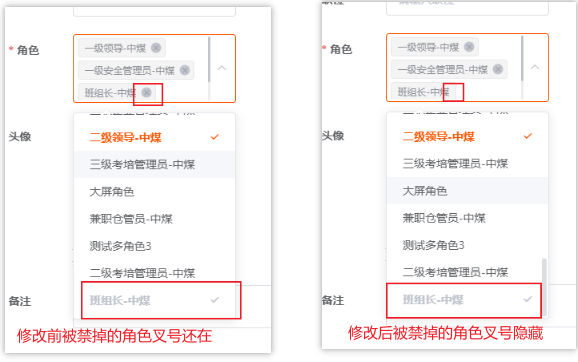 角色
一级领导-中煤
一级安全管理员-中煤
班组长-中煤
头像
二级领导-中煤
三级考培管理员-中煤
大屏角色
兼职仓管员-中煤
测试多角色3
二级考培管理员-中煤
班组长-中煤
备注
修改前被禁掉的角色叉号还在
* 角色
一级领导-中煤
一级安全管理员-中煤
班组长-中煤
头像
二级领导-中煤
三级考培管理员-中煤
大屏角色
兼职仓管员-中煤
测试多角色3
二级考培管理员-中煤
班组长-中煤
备注
修改后被禁掉的角色叉号隐藏